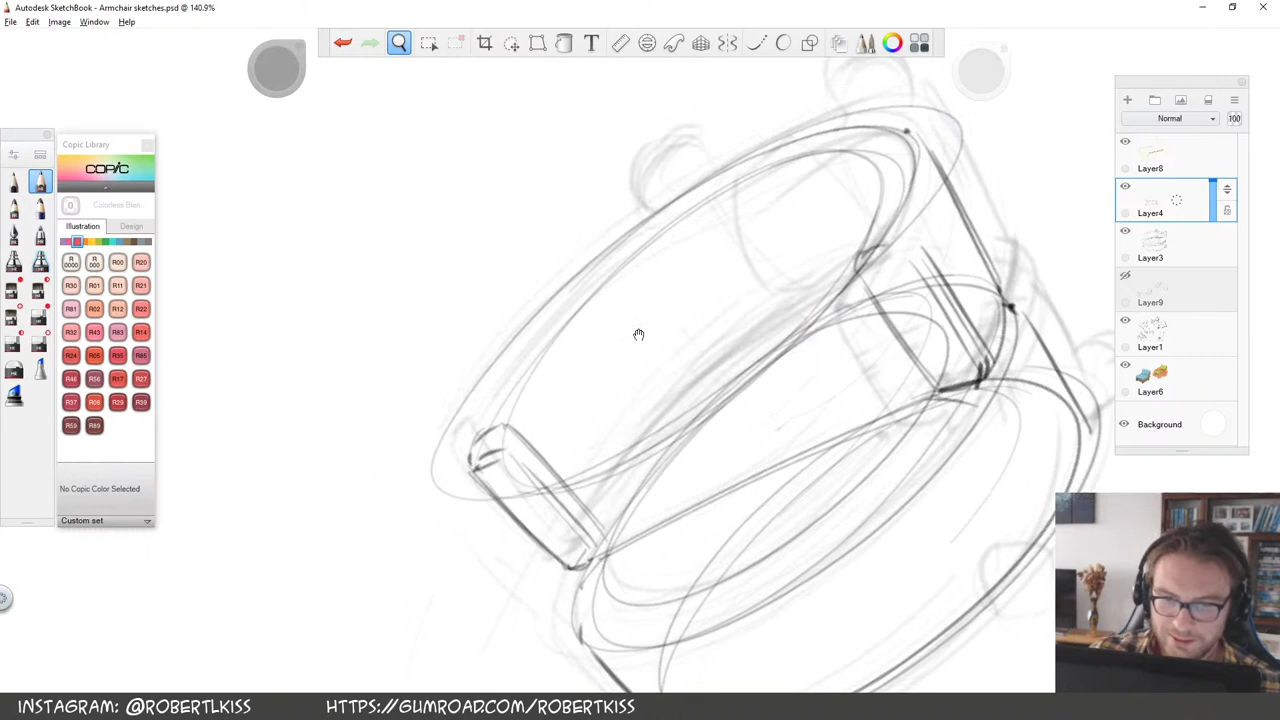 Autodesk SketchBook - Armchair sketches.psd @ 140.9%
File Edit Image Window Help
Copic Library
COPIC
0 Colorless Blen...
Illustration Design
R0000 R000 R00 R20
R30 R01 R11 R21
R81 R02 R12 R22
R32 R43 R83 R14
R24 R05 R35 R85
R46 R56 R17 R27
R37 R08 R29 R39
R59 R89
No Copic Color Selected
Custom set
Normal 100
Layer8
Layer4
Layer3
Layer9
Layer1
Layer6
Background
INSTAGRAM: @ROBERTLKISS HTTPS://GUMROAD.COM/ROBERTKISS